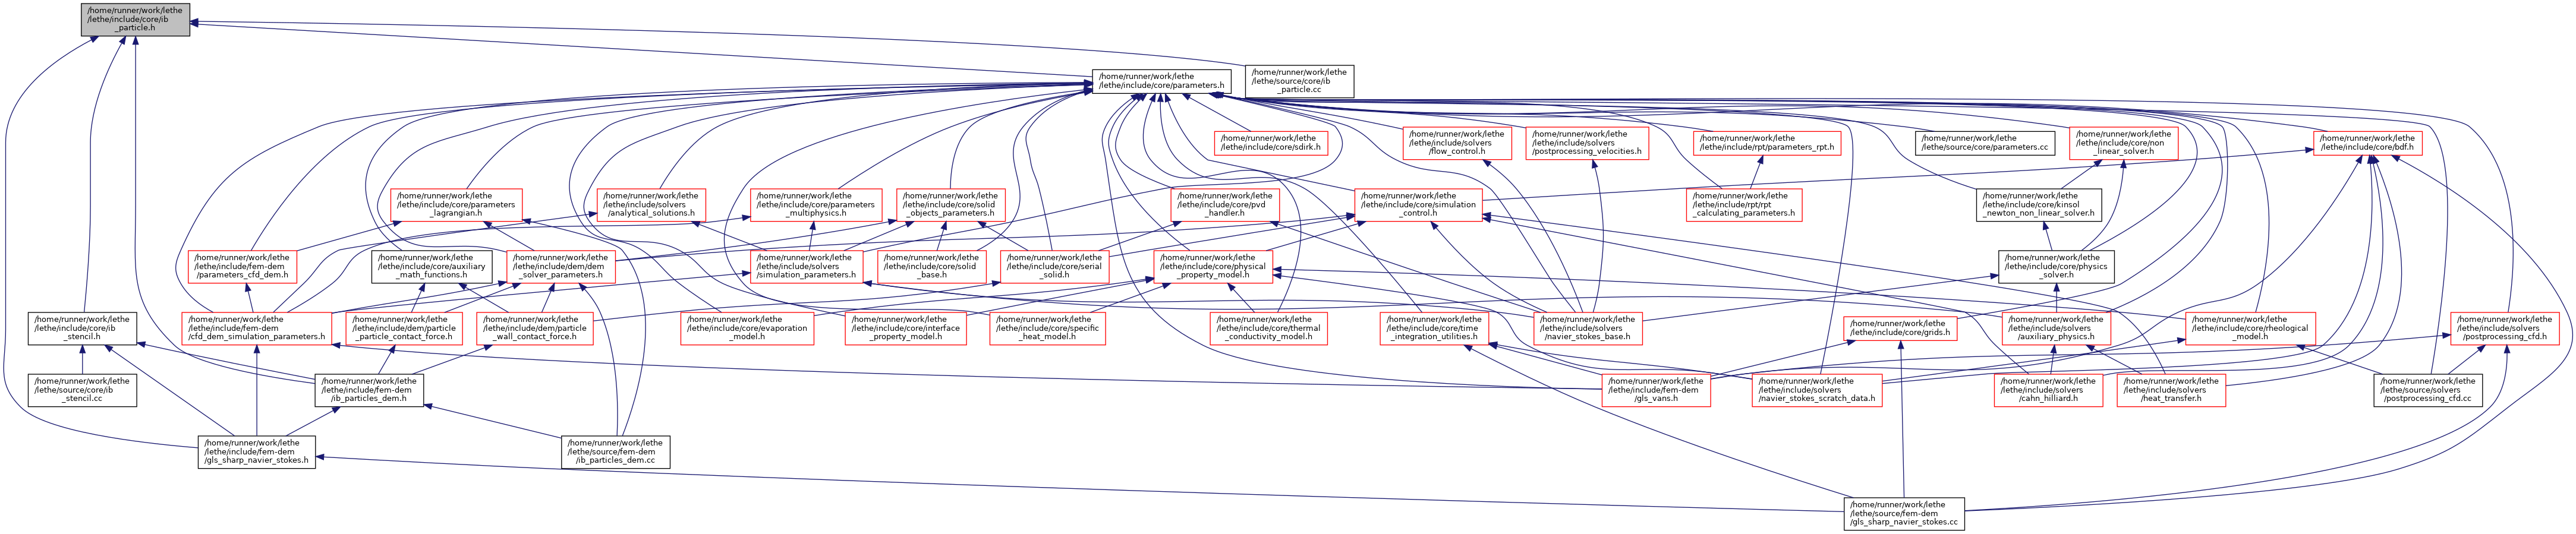 /home/runner/work/lethe
/lethe/include/core/ib
_particle.h
/home/runner/work/lethe
/lethe/include/core/parameters.h
/home/runner/work/lethe
/lethe/source/core/ib
_particle.cc
/home/runner/work/lethe
/lethe/include/core/sdirk.h
/home/runner/work/lethe
/lethe/include/solvers
/flow_control.h
/home/runner/work/lethe
/lethe/include/solvers
/postprocessing_velocities.h
/home/runner/work/lethe
/lethe/include/rpt/parameters_rpt.h
/home/runner/work/lethe
/lethe/source/core/parameters.cc
/home/runner/work/lethe
/lethe/include/core/non
_linear_solver.h
/home/runner/work/lethe
/lethe/include/core/bdf.h
/home/runner/work/lethe
/lethe/include/core/parameters
_lagrangian.h
/home/runner/work/lethe
/lethe/include/solvers
/analytical_solutions.h
/home/runner/work/lethe
/lethe/include/core/parameters
_multiphysics.h
/home/runner/work/lethe
/lethe/include/core/solid
_objects_parameters.h
/home/runner/work/lethe
/lethe/include/core/pvd
_handler.h
/home/runner/work/lethe
/lethe/include/core/simulation
_control.h
/home/runner/work/lethe
/lethe/include/rpt/rpt
_calculating_parameters.h
/home/runner/work/lethe
/lethe/include/core/kinsol
_newton_non_linear_solver.h
/home/runner/work/lethe
/lethe/include/fem-dem
/parameters_cfd_dem.h
/home/runner/work/lethe
/lethe/include/core/auxiliary
_math_functions.h
/home/runner/work/lethe
/lethe/include/dem/dem
_solver_parameters.h
/home/runner/work/lethe
/lethe/include/solvers
/simulation_parameters.h
/home/runner/work/lethe
/lethe/include/core/solid
_base.h
/home/runner/work/lethe
/lethe/include/core/serial
_solid.h
/home/runner/work/lethe
/lethe/include/core/physical
_property_model.h
/home/runner/work/lethe
/lethe/include/core/physics
_solver.h
/home/runner/work/lethe
/lethe/include/core/ib
_stencil.h
/home/runner/work/lethe
/lethe/include/fem-dem
/cfd_dem_simulation_parameters.h
/home/runner/work/lethe
/lethe/include/dem/particle
_particle_contact_force.h
/home/runner/work/lethe
/lethe/include/dem/particle
_wall_contact_force.h
/home/runner/work/lethe
/lethe/include/core/evaporation
_model.h
/home/runner/work/lethe
/lethe/include/core/interface
_property_model.h
/home/runner/work/lethe
/lethe/include/core/specific
_heat_model.h
/home/runner/work/lethe
/lethe/include/core/thermal
_conductivity_model.h
/home/runner/work/lethe
/lethe/include/core/time
_integration_utilities.h
/home/runner/work/lethe
/lethe/include/solvers
/navier_stokes_base.h
/home/runner/work/lethe
/lethe/include/core/grids.h
/home/runner/work/lethe
/lethe/include/solvers
/auxiliary_physics.h
/home/runner/work/lethe
/lethe/include/core/rheological
_model.h
/home/runner/work/lethe
/lethe/include/solvers
/postprocessing_cfd.h
/home/runner/work/lethe
/lethe/source/core/ib
_stencil.cc
/home/runner/work/lethe
/lethe/include/fem-dem
/ib_particles_dem.h
/home/runner/work/lethe
/lethe/include/fem-dem
/gls_vans.h
/home/runner/work/lethe
/lethe/include/solvers
/navier_stokes_scratch_data.h
/home/runner/work/lethe
/lethe/include/solvers
/cahn_hilliard.h
/home/runner/work/lethe
/lethe/include/solvers
/heat_transfer.h
/home/runner/work/lethe
/lethe/source/solvers
/postprocessing_cfd.cc
/home/runner/work/lethe
/lethe/include/fem-dem
/gls_sharp_navier_stokes.h
/home/runner/work/lethe
/lethe/source/fem-dem
/ib_particles_dem.cc
/home/runner/work/lethe
/lethe/source/fem-dem
/gls_sharp_navier_stokes.cc